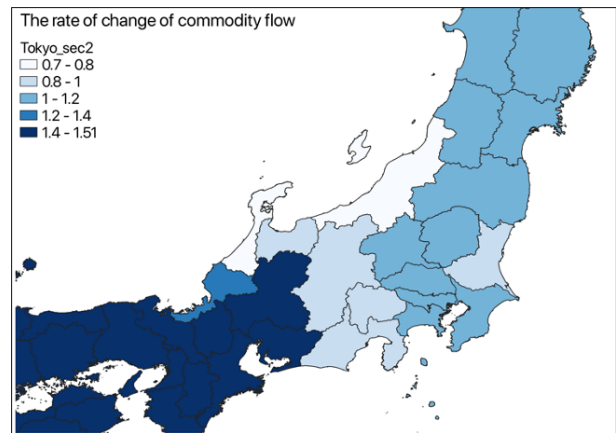 The rate of change of commodity flow
Tokyo_sec2
0.7 - 0.8
0.8 - 1
1 - 1.2
1.2 - 1.4
1.4 - 1.51